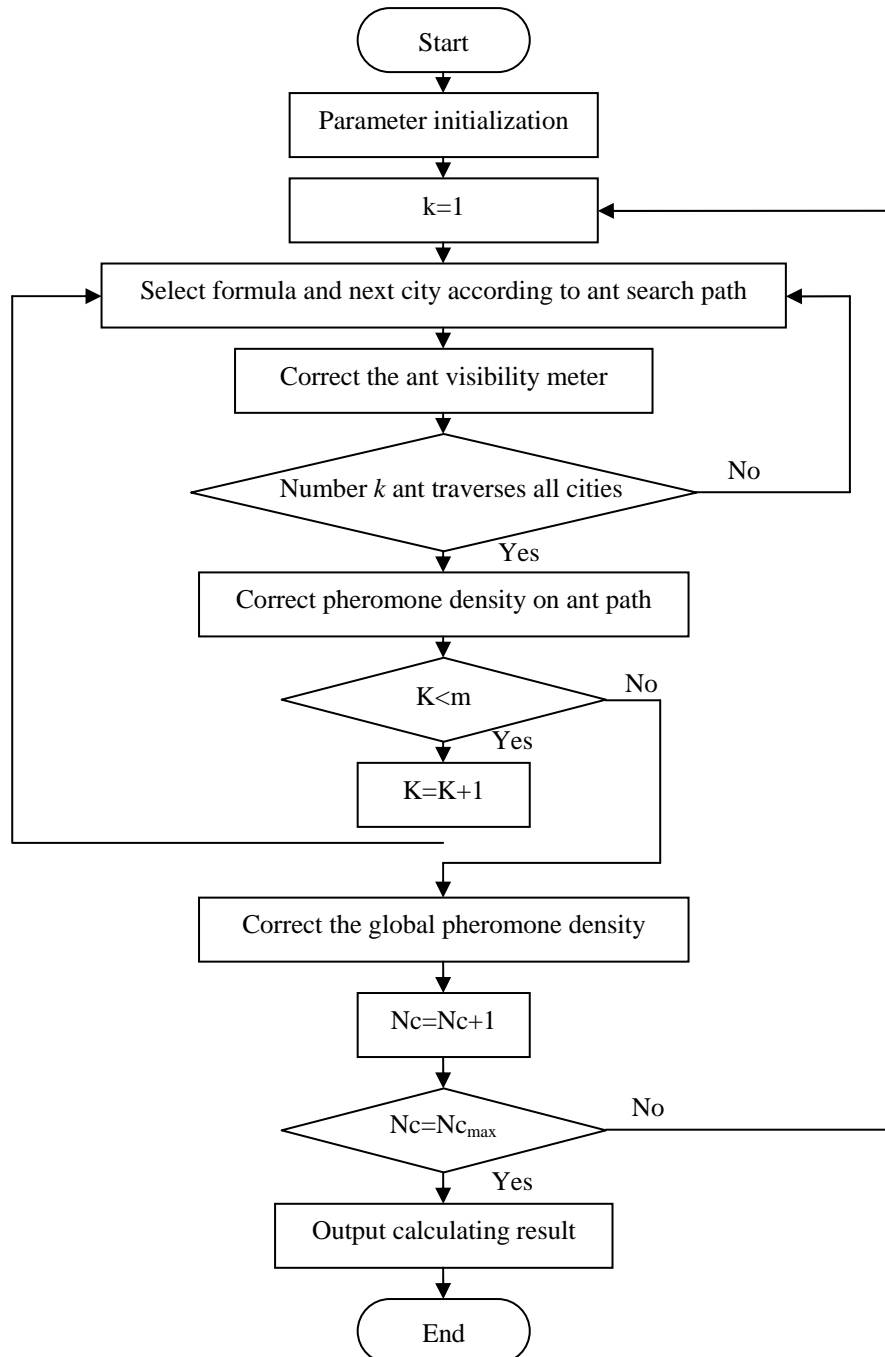 Start
Parameter initialization
k=1
Select formula and next city according to ant search path
Correct the ant visibility meter
Number k ant traverses all cities
No
Yes
Correct pheromone density on ant path
K<m
No
Yes
K=K+1
Correct the global pheromone density
Nc=Nc+1
Nc=Ncmax
No
Yes
Output calculating result
End